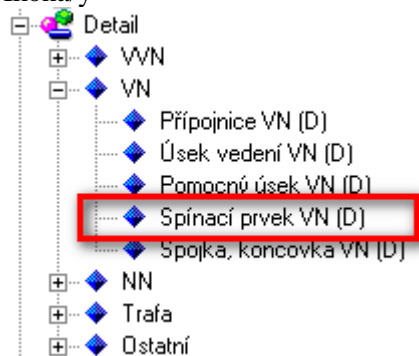 Detail
VVN
VN
Přípojnice VN (D)
Úsek vedení VN (D)
Pomocný úsek VN (D)
Spínací prvek VN (D)
Spojka, koncovka VN (D)
NN
Trafa
Ostatní